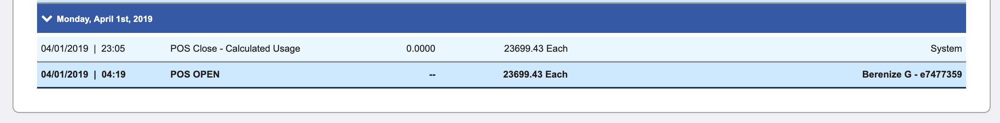 Monday, April 1st, 2019
04/01/2019 | 23:05 POS Close - Calculated Usage 0.0000 23699.43 Each System
04/01/2019 | 04:19 POS OPEN -- 23699.43 Each Berenize G - e7477359